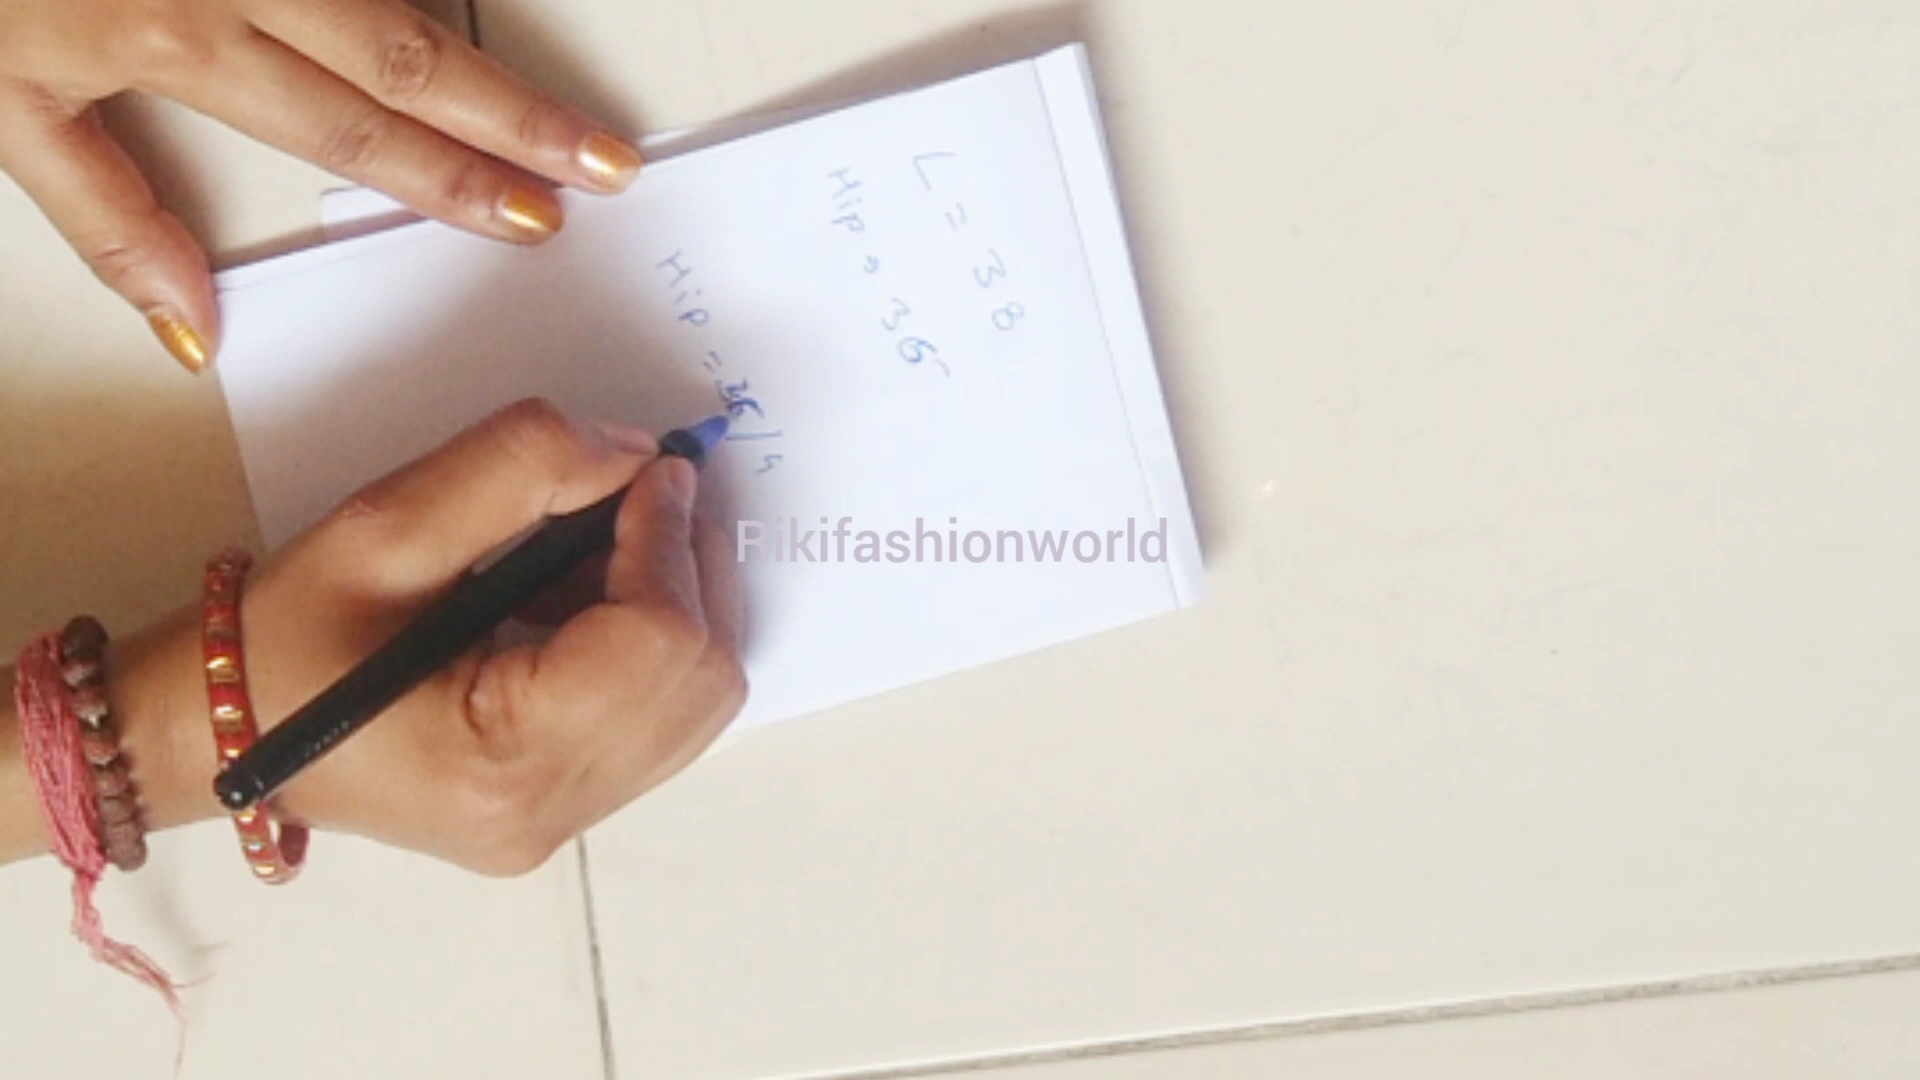 L = 38
Hip = 36
Hip = 36/4
Rikifashionworld